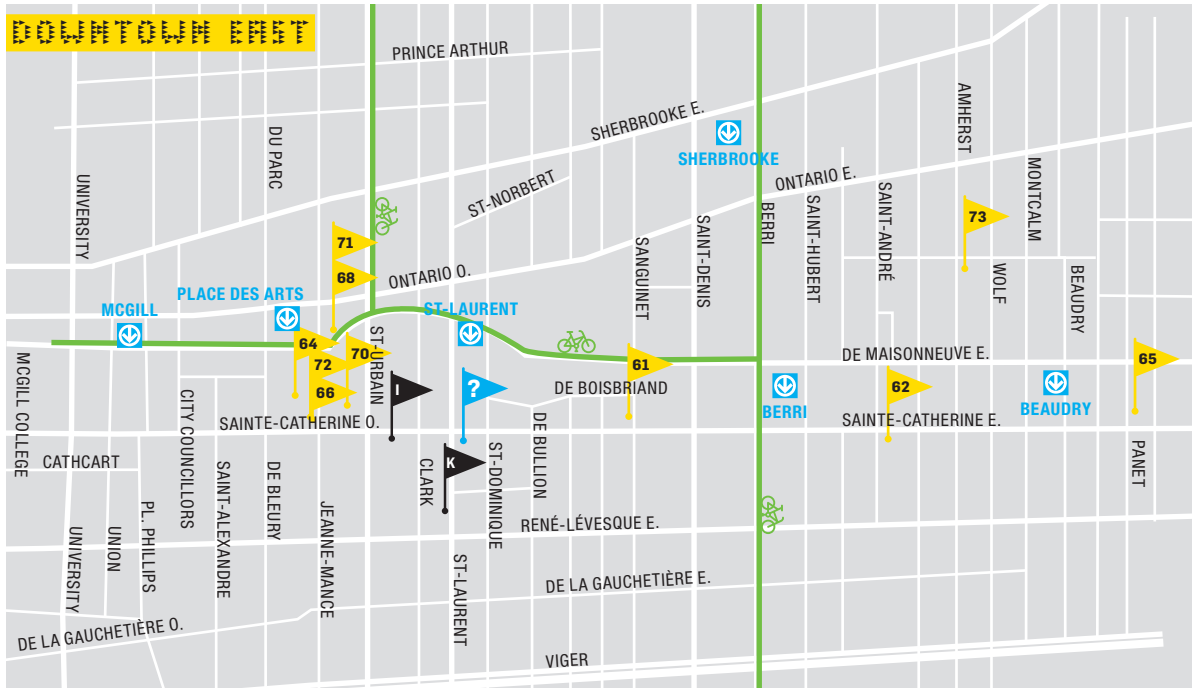 DOWNTOWN EAST
PRINCE ARTHUR
SHERBROOKE E.
SHERBROOKE
AMHERST
DU PARC
UNIVERSITY
ST-NORBERT
ONTARIO E.
MONTCALM
SAINT-ANDRÉ
SAINT-HUBERT
BERRI
SAINT-DENIS
SANGUINET
73
71
68
ONTARIO O.
WOLF
BEAUDRY
PLACE DES ARTS
MCGILL
ST-LAURENT
64
72
66
70
ST-URBAIN
61
DE MAISONNEUVE E.
65
MCGILL COLLEGE
CITY COUNCILLORS
I
?
DE BOISBRIAND
BERRI
62
BEAUDRY
SAINTE-CATHERINE O.
SAINTE-CATHERINE E.
CATHCART
K
CLARK
ST-DOMINIQUE
DE BULLION
PANET
SAINT-ALEXANDRE
DE BLEURY
JEANNE-MANCE
PL. PHILLIPS
UNION
UNIVERSITY
RENÉ-LÉVESQUE E.
ST-LAURENT
DE LA GAUCHETIÈRE E.
DE LA GAUCHETIÈRE O.
VIGER